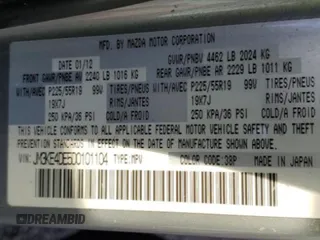 MFD. BY MAZDA MOTOR CORPORATION
DATE 01/12 GVWR/PNBV 4462 LB 2024 KG
FRONT GAWR/PNBE AV 2240 LB 1016 KG REAR GAWR/PNBE AR 2229 LB 1011 KG
WITH/AVEC P225/55R19 99V TIRES/PNEUS WITH/AVEC P225/55R19 99V TIRES/PNEUS
19X7J RIMS/JANTES 19X7J RIMS/JANTES
250 KPA/36 PSI COLD/A FROID 250 KPA/36 PSI COLD/A FROID
THIS VEHICLE CONFORMS TO ALL APPLICABLE FEDERAL MOTOR VEHICLE SAFETY,
BUMPER, AND THEFT PREVENTION STANDARDS IN EFFECT ON THE DATE OF
MANUFACTURE SHOWN ABOVE.
VIN: TYPE: MPV COLOR CODE: 38P MADE IN JAPAN
DREAMBID